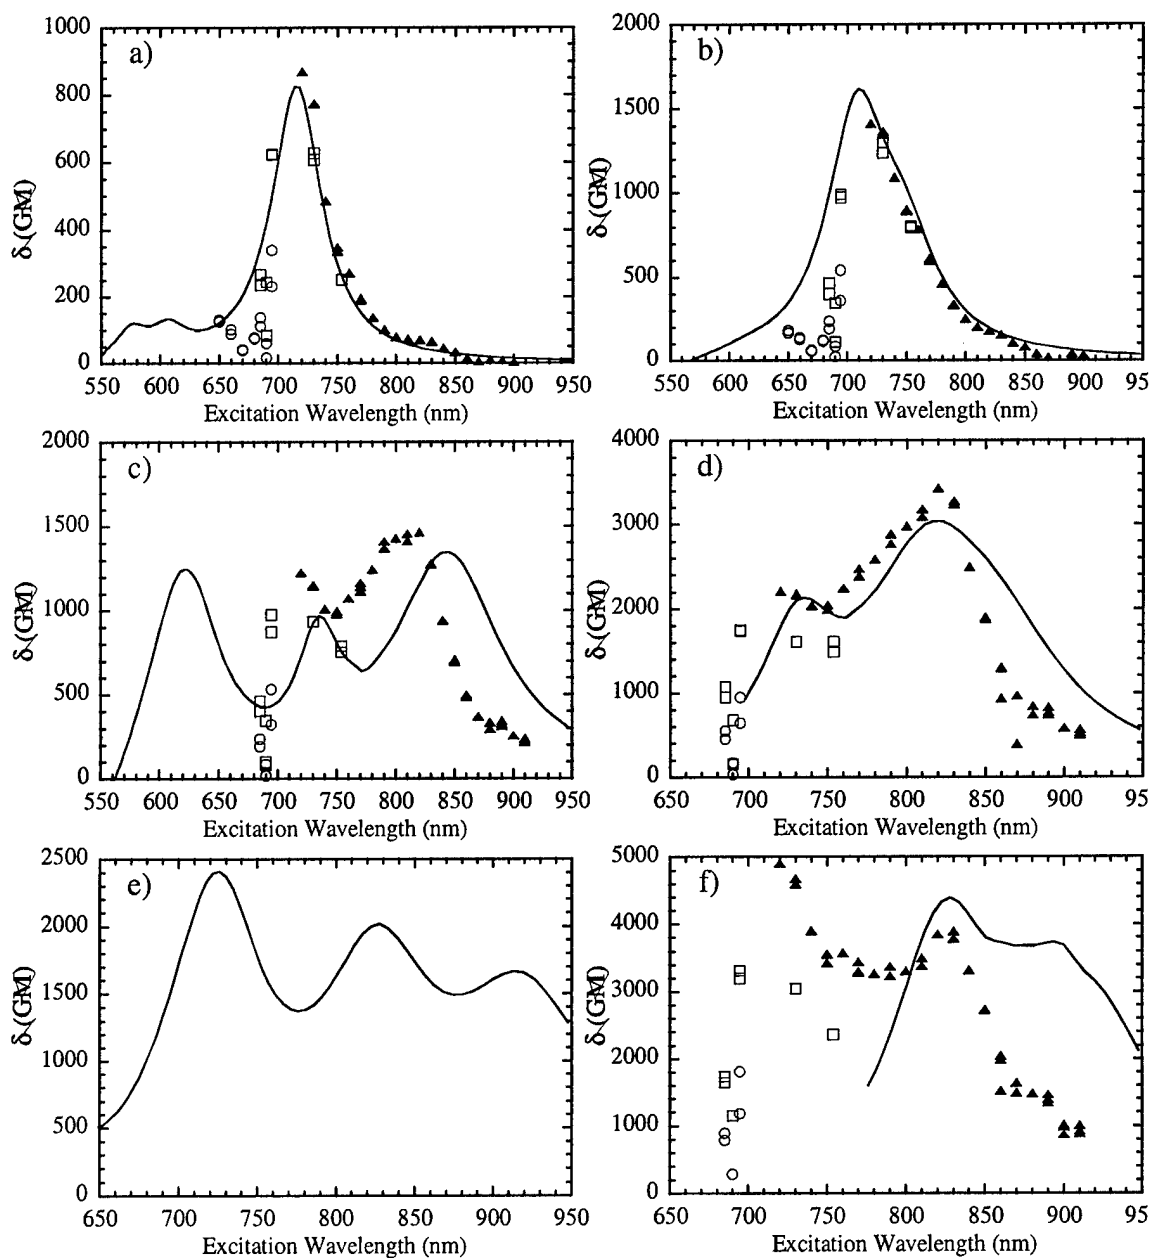 a)
1000
800
600
400
200
0
δ(GM)
550 600 650 700 750 800 850 900 950
Excitation Wavelength (nm)
b)
2000
1500
1000
500
0
δ(GM)
550 600 650 700 750 800 850 900 95
Excitation Wavelength (nm)
c)
2000
1500
1000
500
0
δ(GM)
550 600 650 700 750 800 850 900 950
Excitation Wavelength (nm)
d)
4000
3000
2000
1000
0
δ(GM)
650 700 750 800 850 900 95
Excitation Wavelength (nm)
e)
2500
2000
1500
1000
500
0
δ(GM)
650 700 750 800 850 900 950
Excitation Wavelength (nm)
f)
5000
4000
3000
2000
1000
0
δ(GM)
650 700 750 800 850 900 95
Excitation Wavelength (nm)